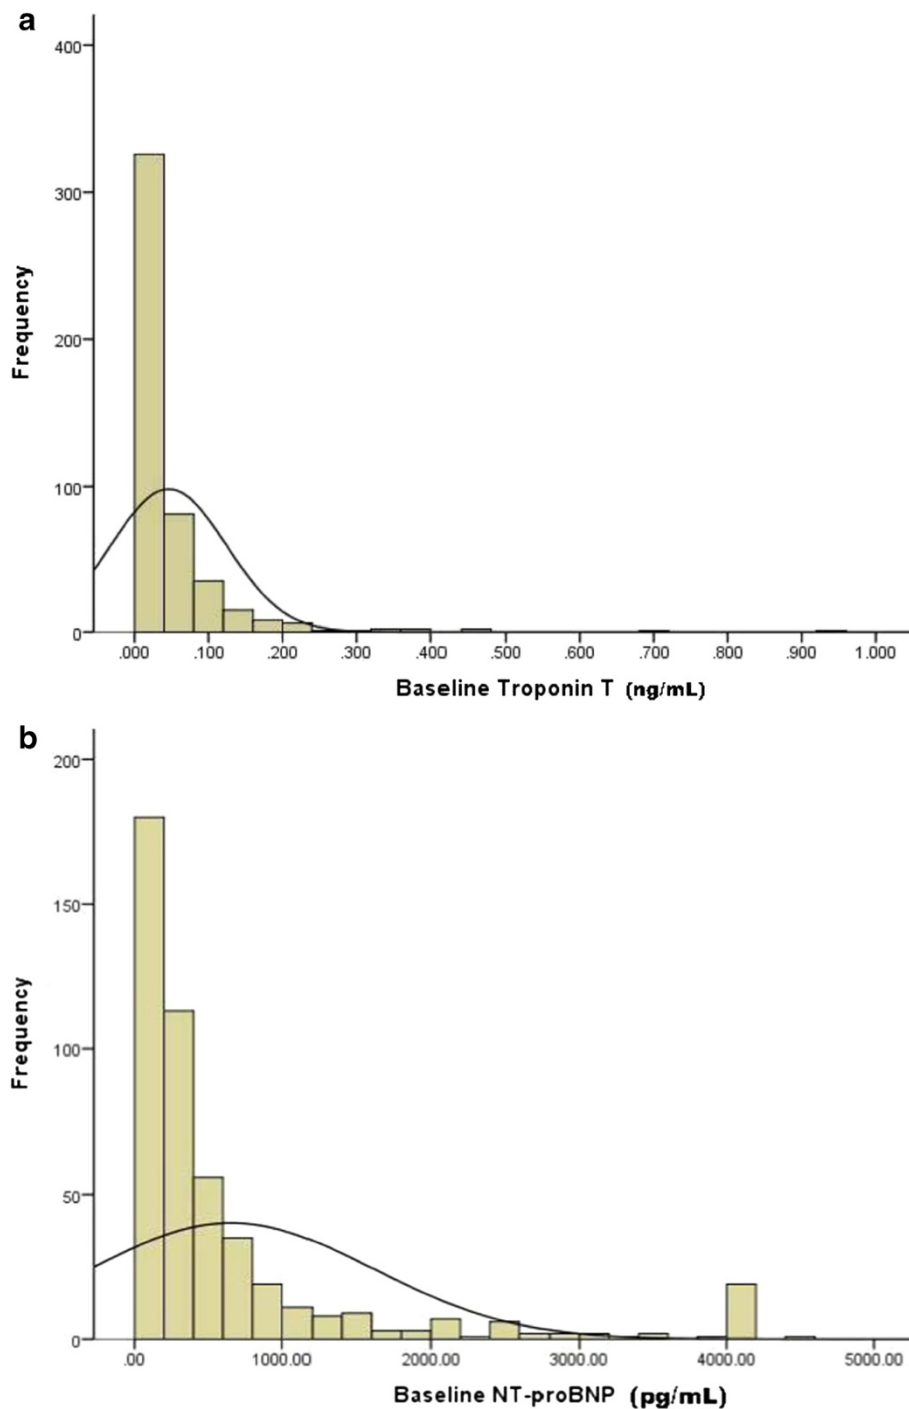 a
400
300
200
100
0
Frequency
.000 .100 .200 .300 .400 .500 .600 .700 .800 .900 1.000
Baseline Troponin T (ng/mL)
b
200
150
100
50
0
Frequency
.00 1000.00 2000.00 3000.00 4000.00 5000.00
Baseline NT-proBNP (pg/mL)